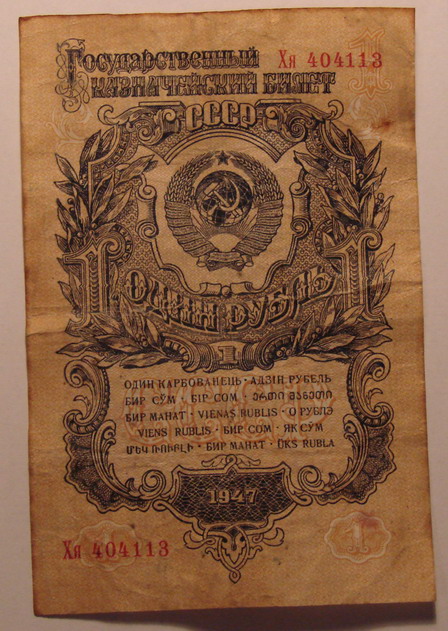 Государственный
Хя 404113
казначейский билет
1
СССР
1 1
ОДИН РУБЛЬ
1
ОДИН КАРБОВАНЕЦЬ · АДЗІН РУБЕЛЬ
БИР СЎМ · БІР СОМ · ერთი მანეთი
БИР МАНАТ · VIENAS RUBLIS · О РУБЛЭ
VIENS RUBLIS · БИР СОМ · ЯК СЎМ
ՄԵԿ ՌՈՒԲԼԻ · БИР МАНАТ · ÜKS RUBLA
1947
Хя 404113
1